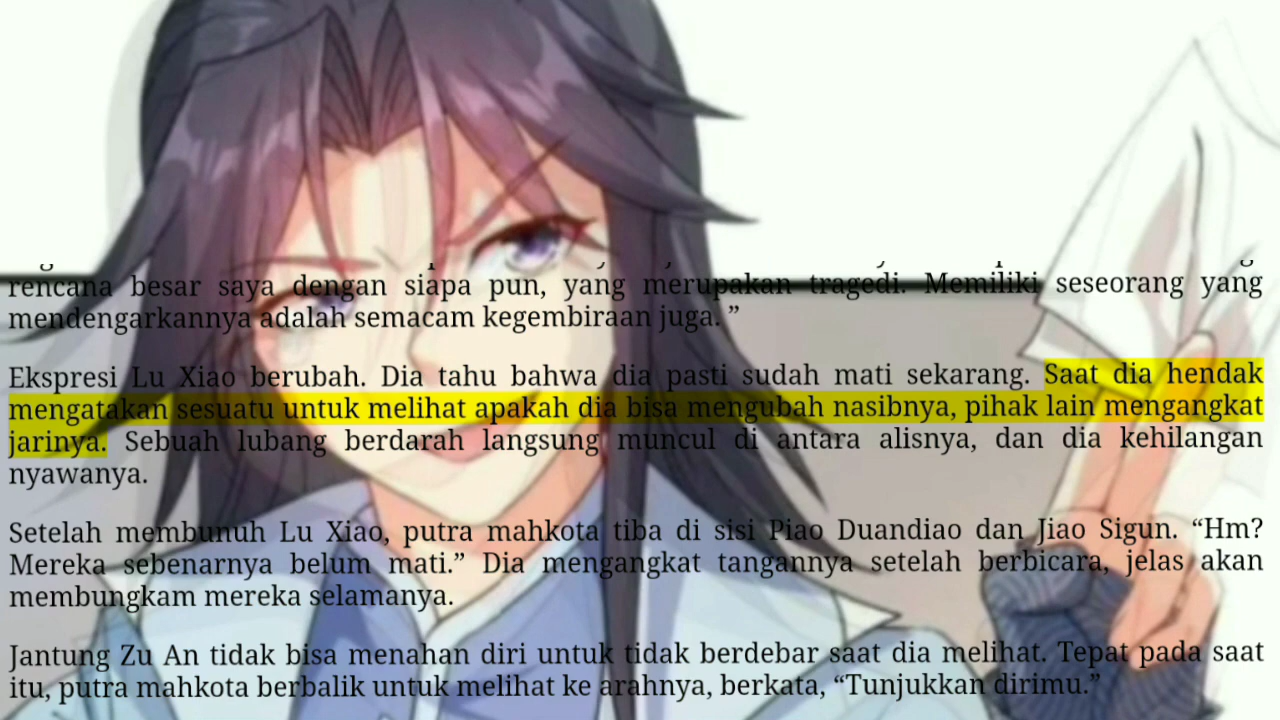 rencana besar saya dengan siapa pun, yang merupakan tragedi. Memiliki seseorang yang
mendengarkannya adalah semacam kegembiraan juga. ”
Ekspresi Lu Xiao berubah. Dia tahu bahwa dia pasti sudah mati sekarang. Saat dia hendak
mengatakan sesuatu untuk melihat apakah dia bisa mengubah nasibnya, pihak lain mengangkat
jarinya. Sebuah lubang berdarah langsung muncul di antara alisnya, dan dia kehilangan
nyawanya.
Setelah membunuh Lu Xiao, putra mahkota tiba di sisi Piao Duandiao dan Jiao Sigun. “Hm?
Mereka sebenarnya belum mati.” Dia mengangkat tangannya setelah berbicara, jelas akan
membungkam mereka selamanya.
Jantung Zu An tidak bisa menahan diri untuk tidak berdebar saat dia melihat. Tepat pada saat
itu, putra mahkota berbalik untuk melihat ke arahnya, berkata, “Tunjukkan dirimu.”